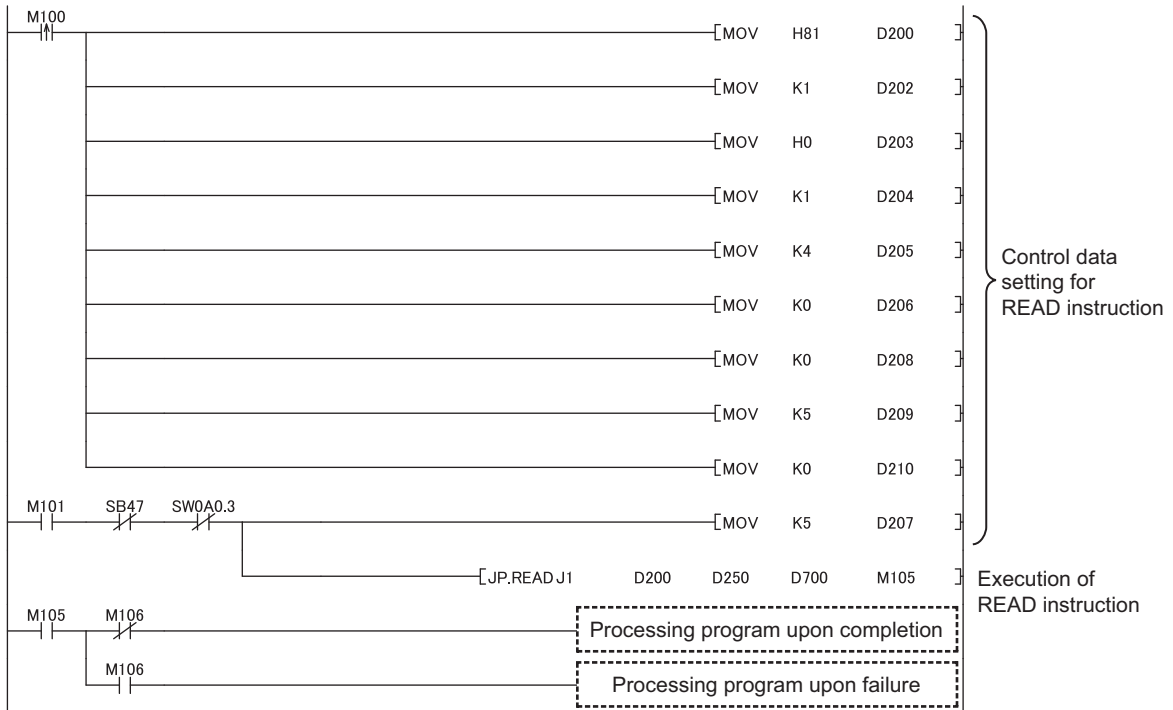 M100
MOV H81 D200
MOV K1 D202
MOV H0 D203
MOV K1 D204
MOV K4 D205
MOV K0 D206
MOV K0 D208
MOV K5 D209
MOV K0 D210
Control data
setting for
READ instruction
M101 SB47 SW0A0.3
MOV K5 D207
JP.READ J1 D200 D250 D700 M105
Execution of
READ instruction
M105 M106
Processing program upon completion
M106
Processing program upon failure